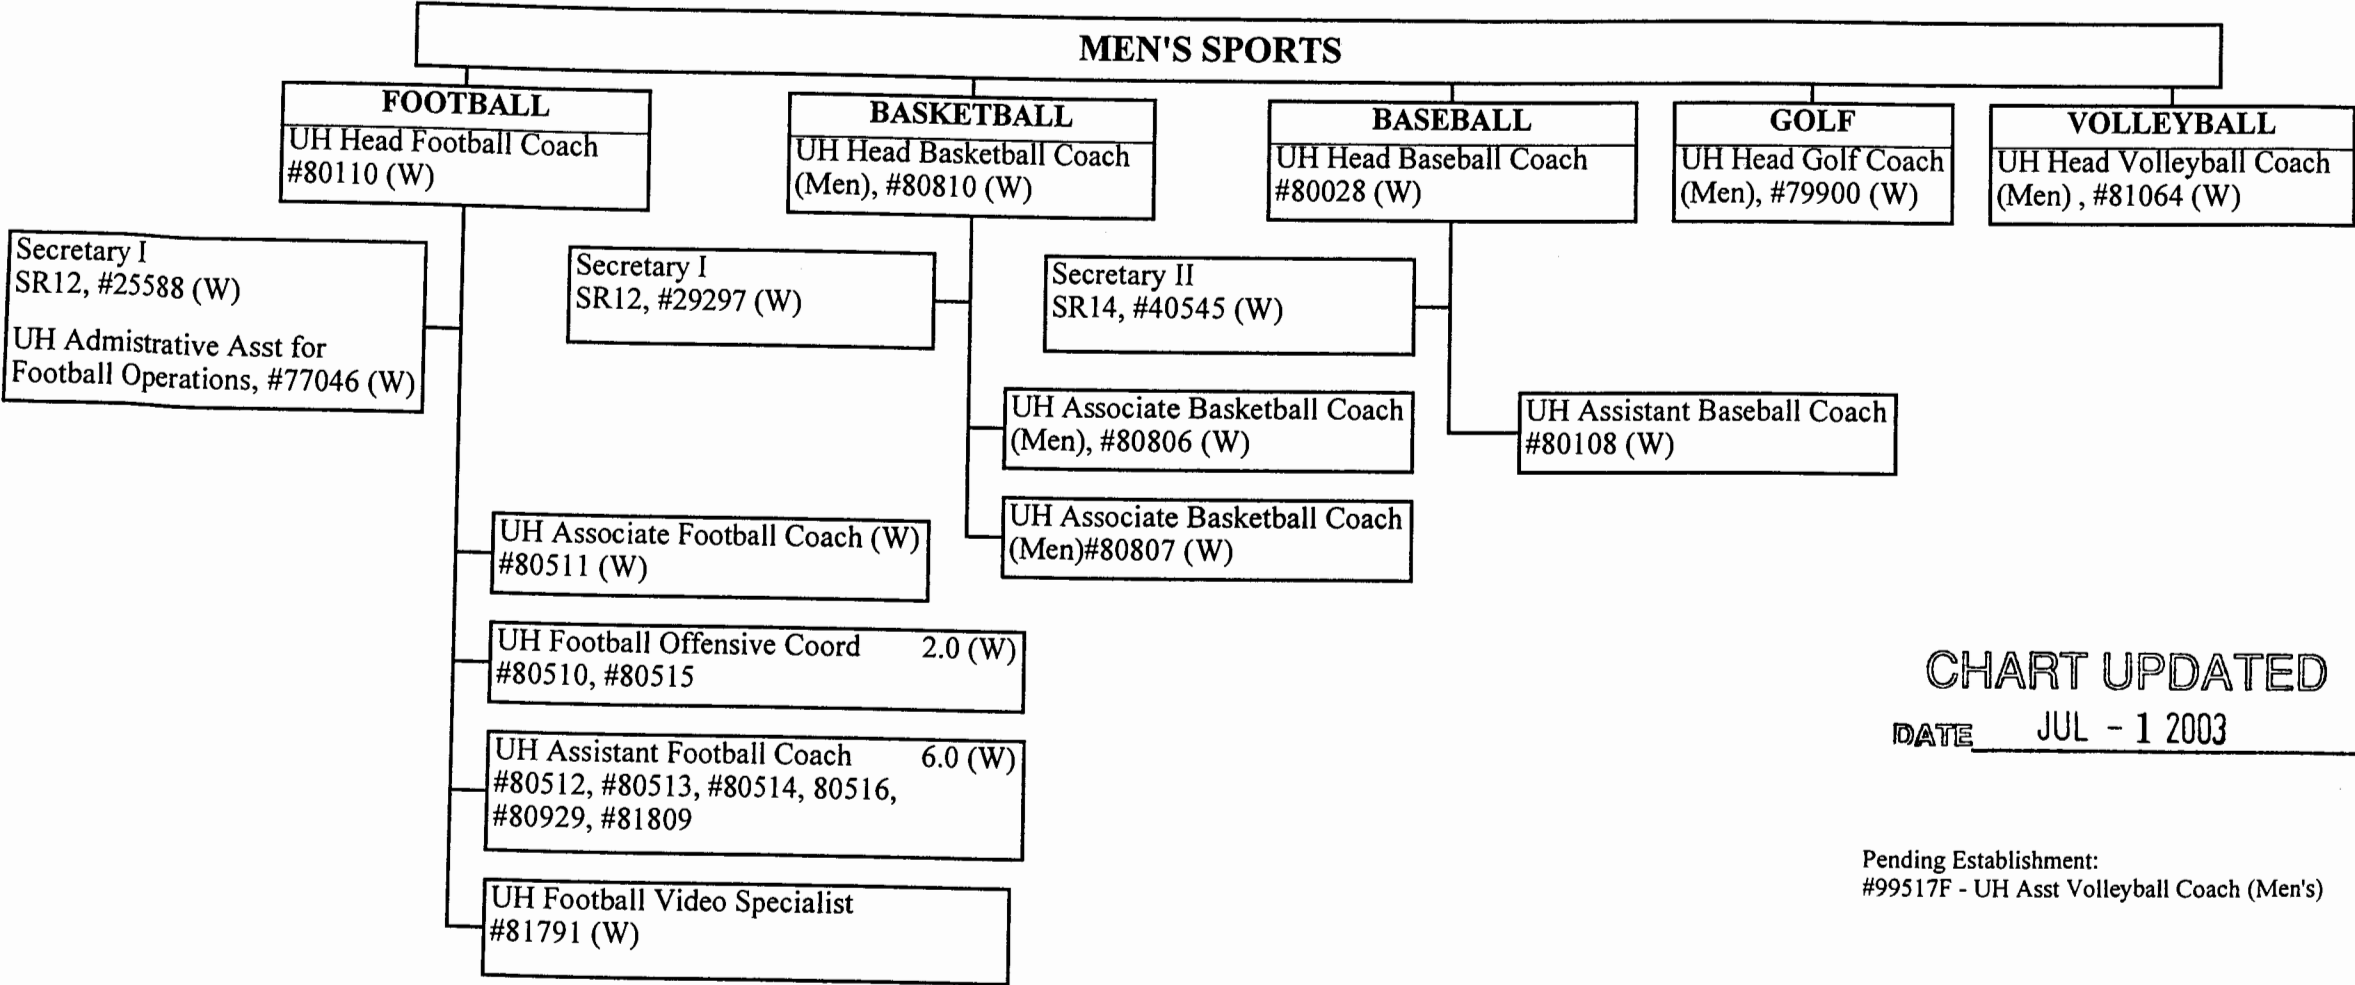 MEN'S SPORTS
FOOTBALL
UH Head Football Coach
#80110 (W)
BASKETBALL
UH Head Basketball Coach
(Men), #80810 (W)
BASEBALL
UH Head Baseball Coach
#80028 (W)
GOLF
UH Head Golf Coach
(Men), #79900 (W)
VOLLEYBALL
UH Head Volleyball Coach
(Men) , #81064 (W)
Secretary I
SR12, #25588 (W)
UH Admistrative Asst for
Football Operations, #77046 (W)
Secretary I
SR12, #29297 (W)
Secretary II
SR14, #40545 (W)
UH Associate Basketball Coach
(Men), #80806 (W)
UH Assistant Baseball Coach
#80108 (W)
UH Associate Basketball Coach
(Men)#80807 (W)
UH Associate Football Coach (W)
#80511 (W)
UH Football Offensive Coord 2.0 (W)
#80510, #80515
UH Assistant Football Coach 6.0 (W)
#80512, #80513, #80514, 80516,
#80929, #81809
UH Football Video Specialist
#81791 (W)
CHART UPDATED
DATE JUL - 1 2003
Pending Establishment:
#99517F - UH Asst Volleyball Coach (Men's)